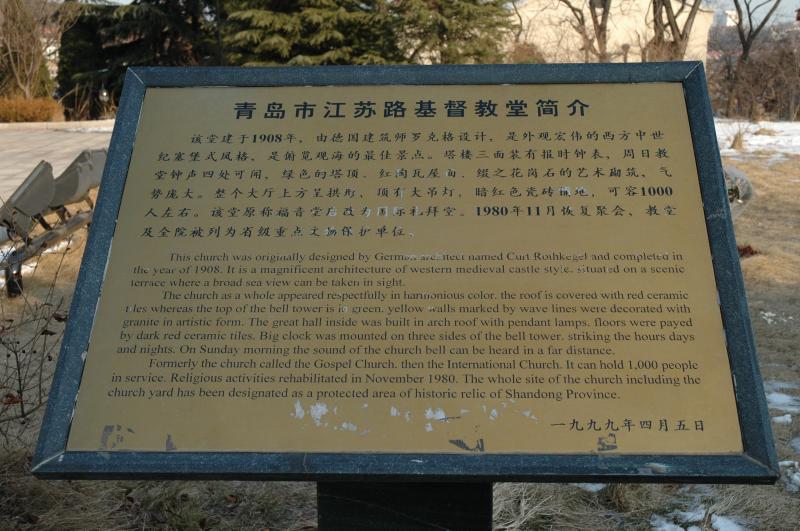 青岛市江苏路基督教堂简介
该堂建于1908年，由德国建筑师罗克格设计，是外观宏伟的西方中世
纪寨堡式风格，是俯览观海的最佳景点。塔楼三面装有报时钟表，周日教
堂钟声四处可闻，绿色的塔顶，红陶瓦屋面，缀之花岗石的艺术砌筑，气
势庞大。整个大厅上方呈拱形，顶有大吊灯，暗红色瓷砖铺地，可容1000
人左右。该堂原称福音堂后改为国际礼拜堂。1980年11月恢复聚会，教堂
及全院被列为省级重点文物保护单位。
This church was originally designed by German architect named Curt Rothkegel and completed in
the year of 1908. It is a magnificent architecture of western medieval castle style, situated on a scenic
terrace where a broad sea view can be taken in sight.
The church as a whole appeared respectfully in harmonious color, the roof is covered with red ceramic
tiles whereas the top of the bell tower is in green, yellow walls marked by wave lines were decorated with
granite in artistic form. The great hall inside was built in arch roof with pendant lamps, floors were payed
by dark red ceramic tiles. Big clock was mounted on three sides of the bell tower, striking the hours days
and nights. On Sunday morning the sound of the church bell can be heard in a far distance.
Formerly the church called the Gospel Church, then the International Church. It can hold 1,000 people
in service. Religious activities rehabilitated in November 1980. The whole site of the church including the
church yard has been designated as a protected area of historic relic of Shandong Province.
一九九九年四月五日